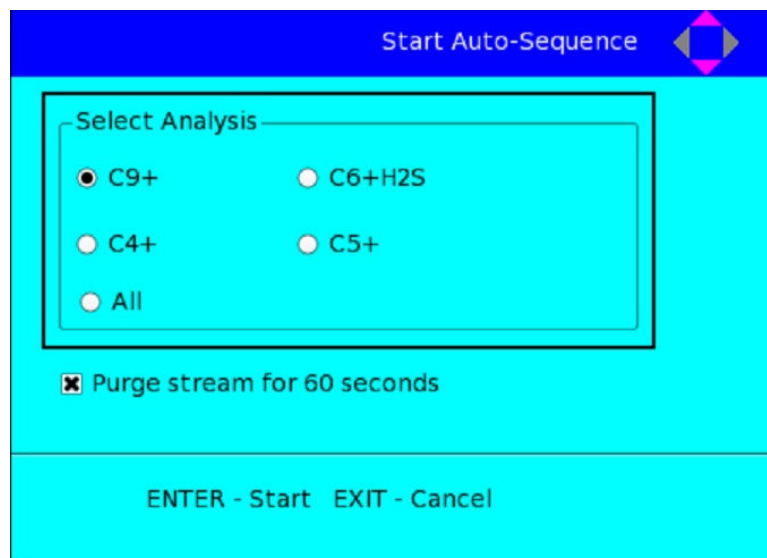 Start Auto-Sequence
Select Analysis
C9+ C6+H2S
C4+ C5+
All
Purge stream for 60 seconds
ENTER - Start EXIT - Cancel